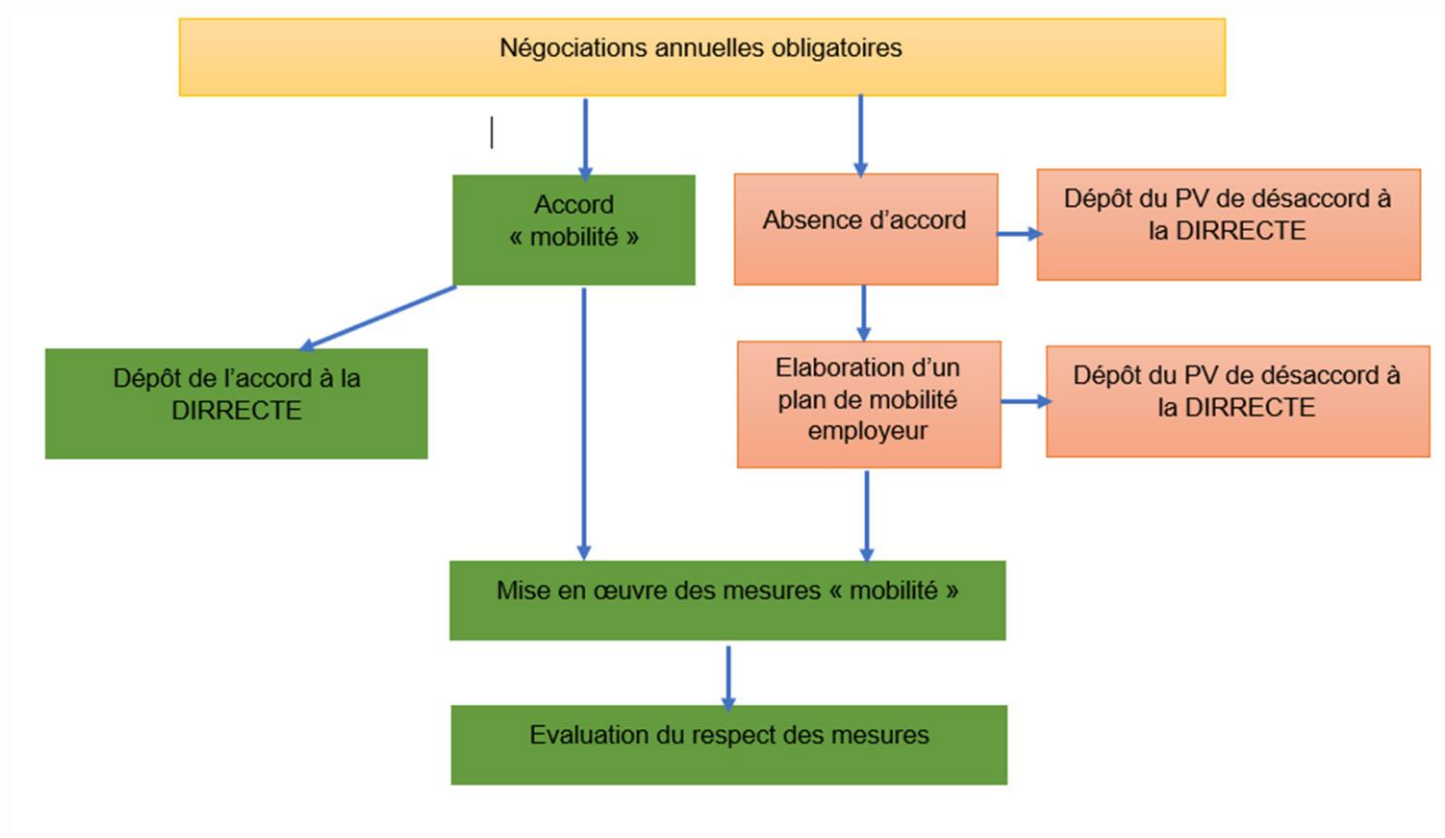 Négociations annuelles obligatoires
Accord
« mobilité »
Absence d’accord
Dépôt du PV de désaccord à
la DIRRECTE
Dépôt de l’accord à la
DIRRECTE
Elaboration d’un
plan de mobilité
employeur
Dépôt du PV de désaccord à
la DIRRECTE
Mise en œuvre des mesures « mobilité »
Evaluation du respect des mesures